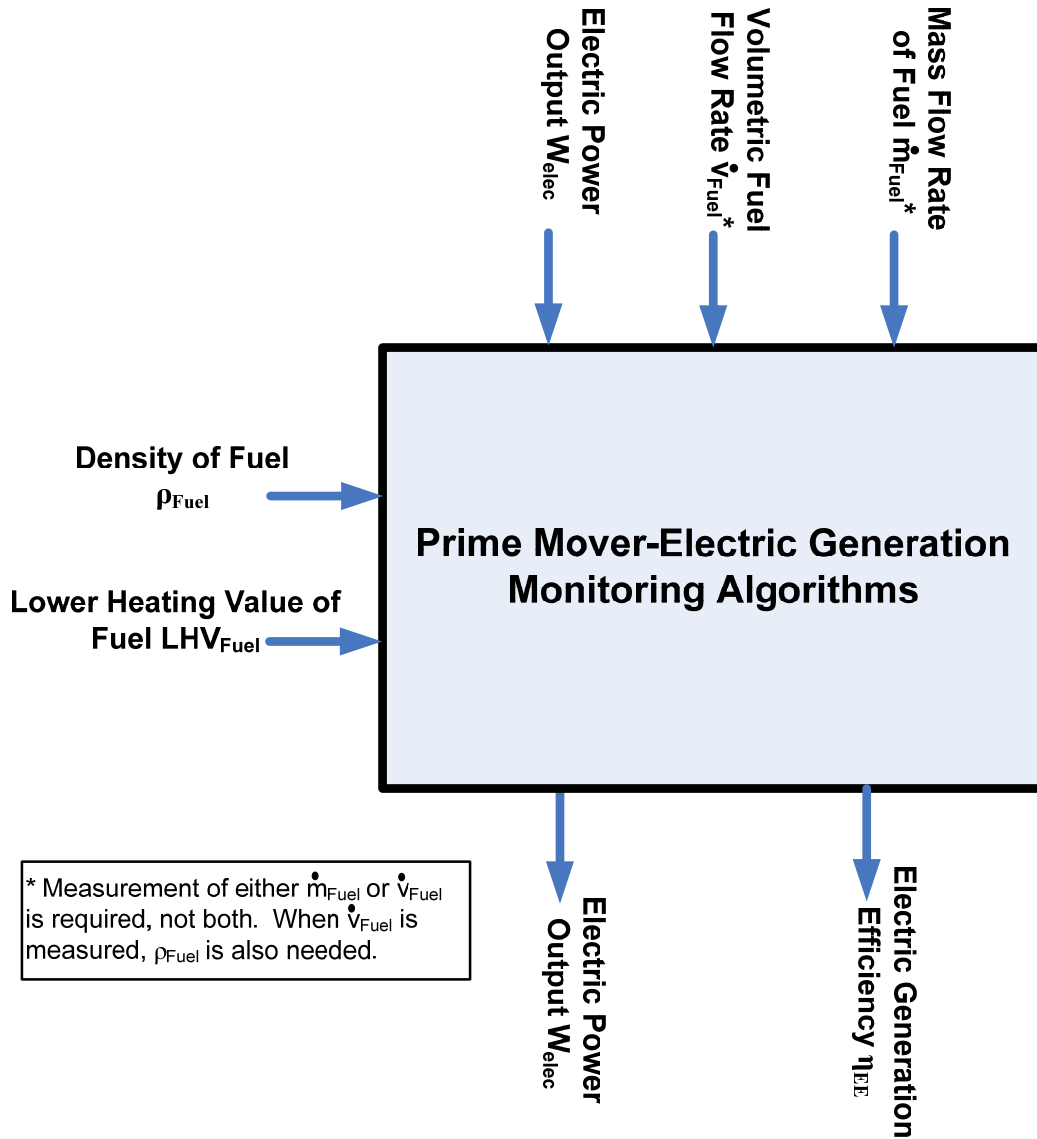 Electric Power
Output Welec
Volumetric Fuel
Flow Rate v̇Fuel*
Mass Flow Rate
of Fuel ṁFuel*
Density of Fuel
ρFuel
Lower Heating Value of
Fuel LHVFuel
Prime Mover-Electric Generation
Monitoring Algorithms
* Measurement of either ṁFuel or v̇Fuel
is required, not both. When v̇Fuel is
measured, ρFuel is also needed.
Electric Power
Output Welec
Electric Generation
Efficiency ηEE